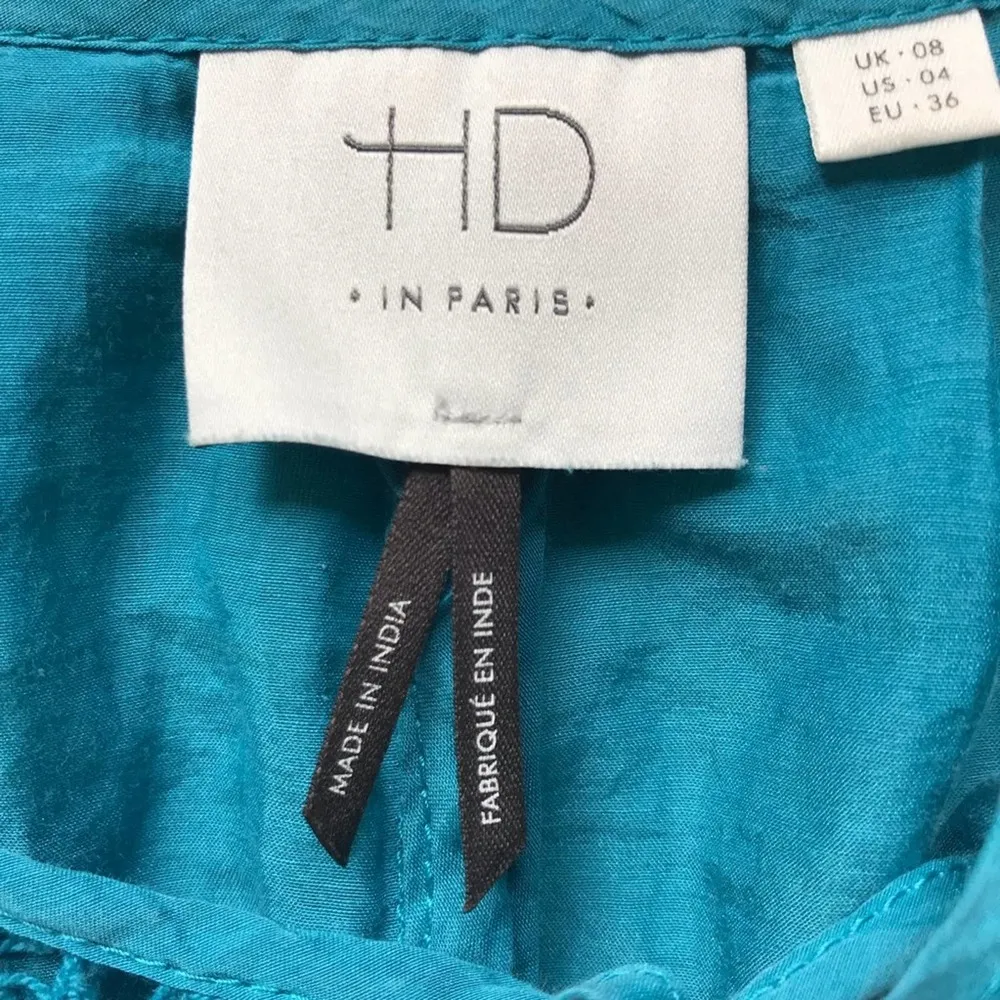 HD
• IN PARIS •
UK • 08
US • 04
EU • 36
MADE IN INDIA
FABRIQUÉ EN INDE